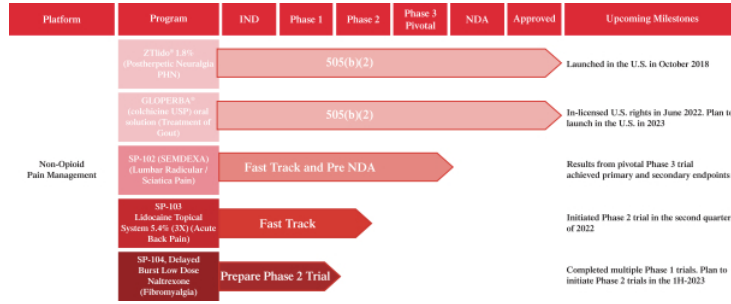 Platform
Program
IND
Phase 1
Phase 2
Phase 3
Pivotal
NDA
Approved
Upcoming Milestones
Non-Opioid
Pain Management
ZTlido® 1.8%
(Postherpetic Neuralgia
PHN)
505(b)(2)
Launched in the U.S. in October 2018
GLOPERBA®
(colchicine USP) oral
solution (Treatment of
Gout)
505(b)(2)
In-licensed U.S. rights in June 2022. Plan to
launch in the U.S. in 2023
SP-102 (SEMDEXA)
(Lumbar Radicular /
Sciatica Pain)
Fast Track and Pre NDA
Results from pivotal Phase 3 trial
achieved primary and secondary endpoints
SP-103
Lidocaine Topical
System 5.4% (3X) (Acute
Back Pain)
Fast Track
Initiated Phase 2 trial in the second quarter
of 2022
SP-104, Delayed
Burst Low Dose
Naltrexone
(Fibromyalgia)
Prepare Phase 2 Trial
Completed multiple Phase 1 trials. Plan to
initiate Phase 2 trials in the 1H-2023